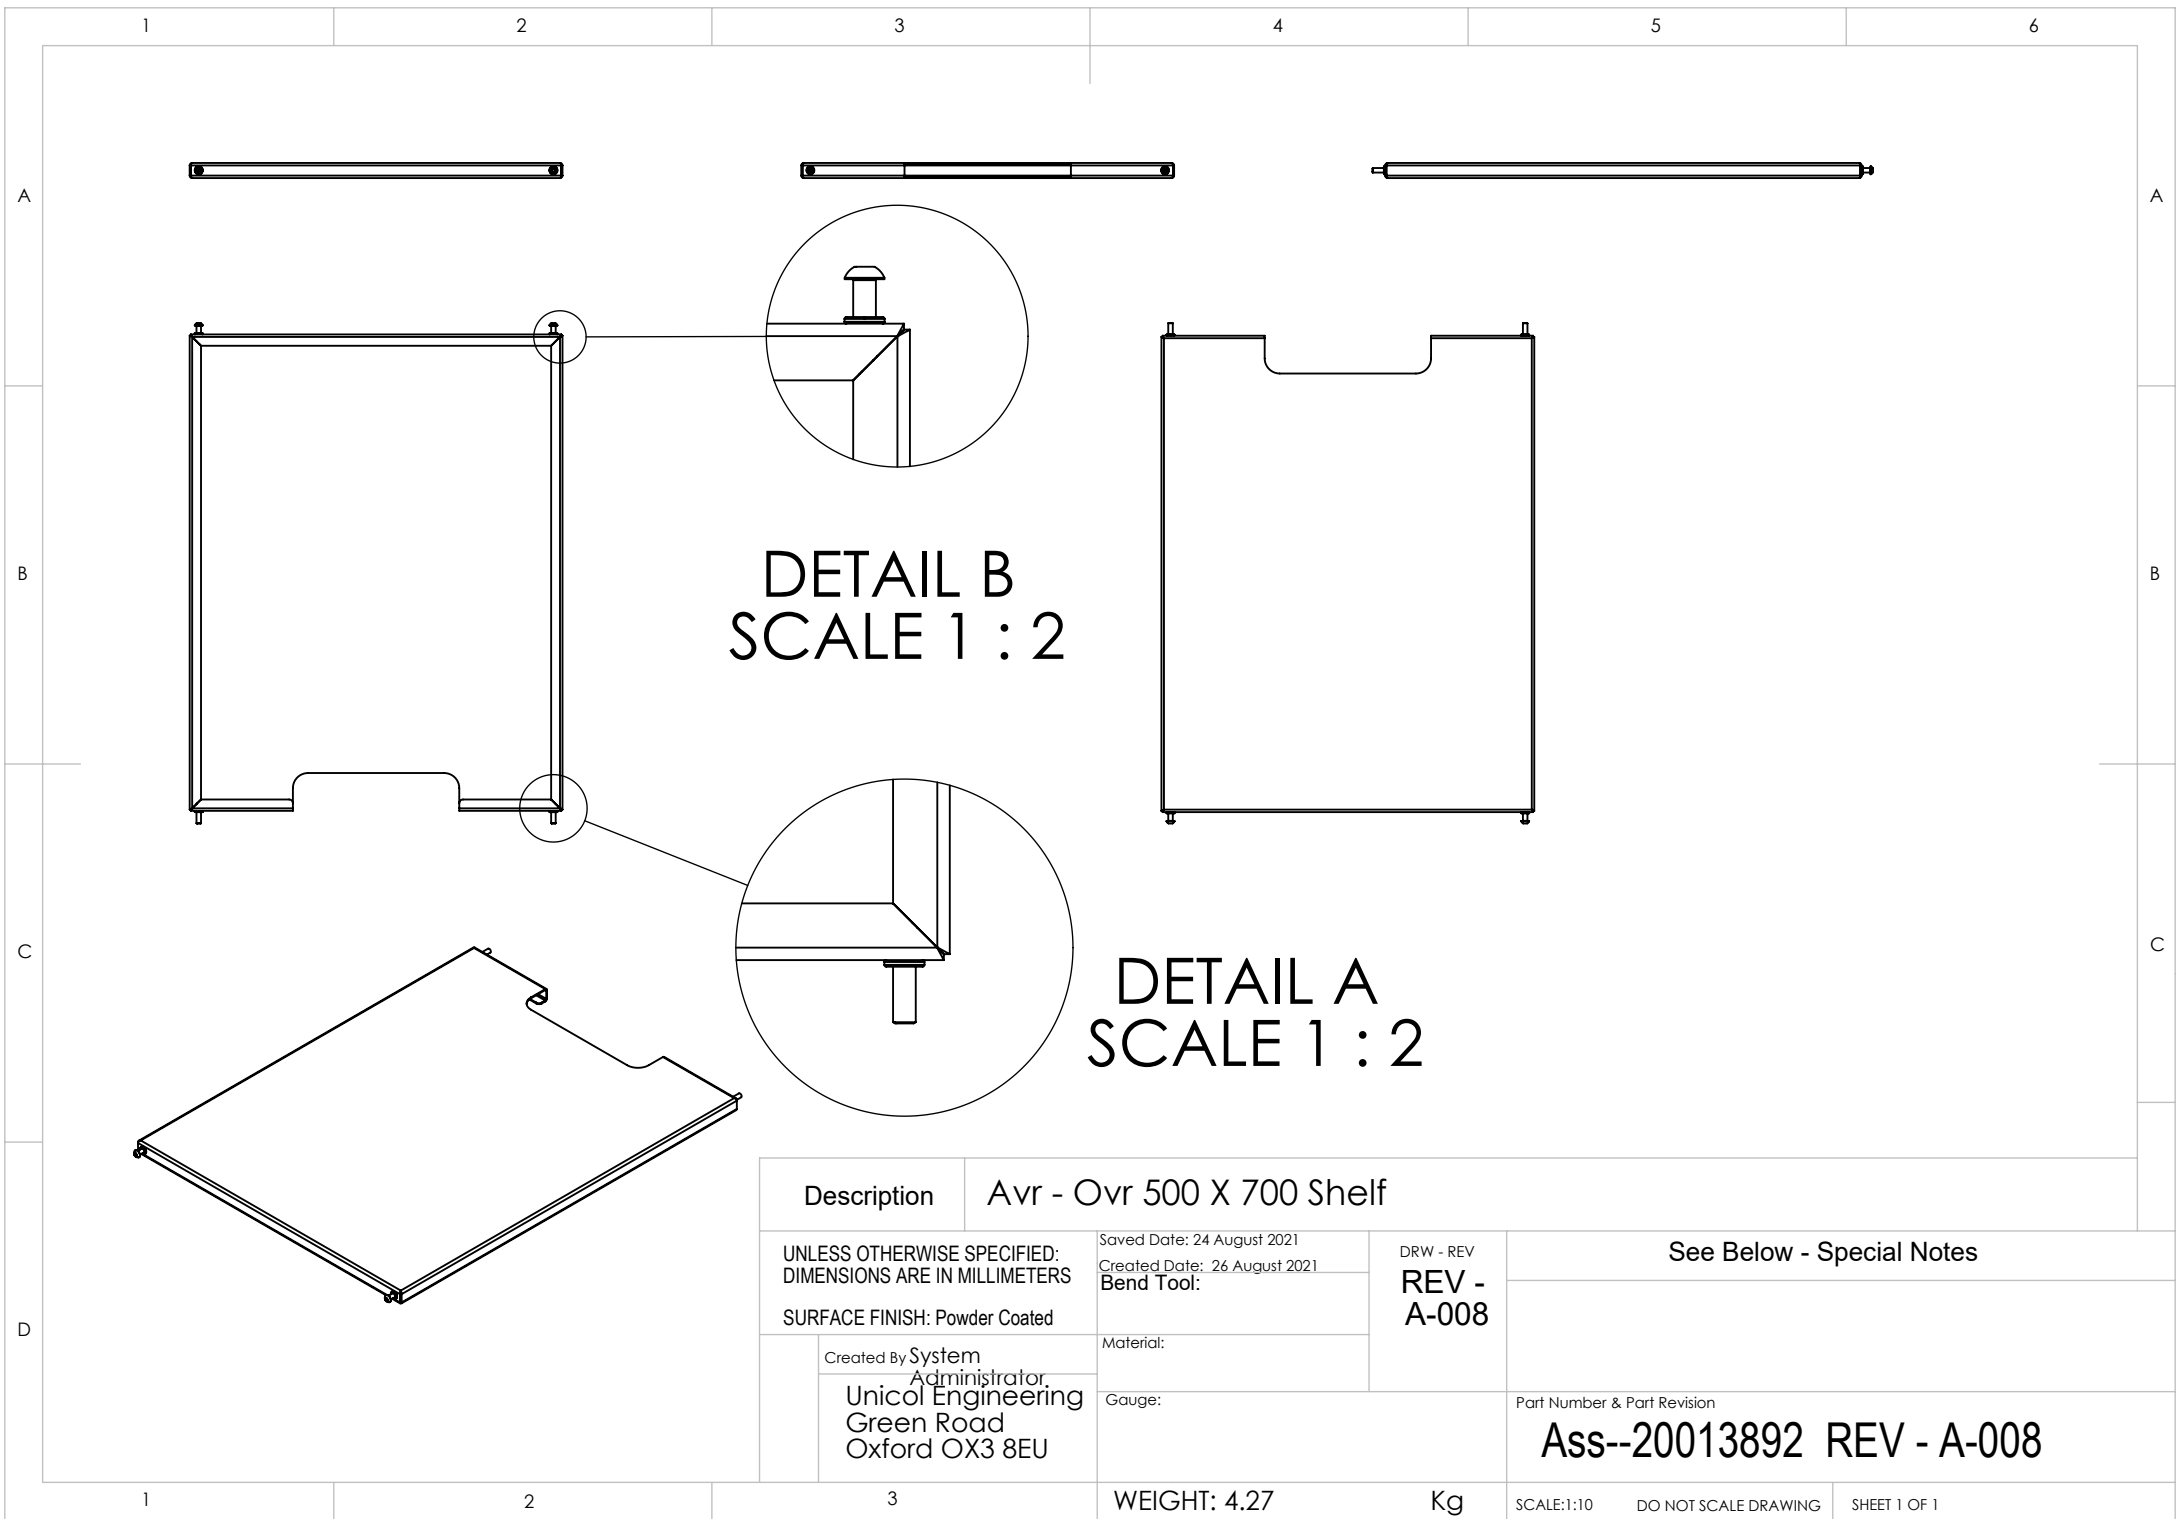 1 2 3 4 5 6
A A
B B
C C
D
DETAIL B
SCALE 1 : 2
DETAIL A
SCALE 1 : 2
Description
Avr - Ovr 500 X 700 Shelf
UNLESS OTHERWISE SPECIFIED:
DIMENSIONS ARE IN MILLIMETERS
SURFACE FINISH: Powder Coated
Saved Date: 24 August 2021
Created Date: 26 August 2021
Bend Tool:
DRW - REV
REV -
A-008
See Below - Special Notes
Created By System
Administrator
Unicol Engineering
Green Road
Oxford OX3 8EU
Material:
Gauge:
Part Number & Part Revision
Ass--20013892 REV - A-008
WEIGHT: 4.27 Kg
SCALE:1:10
DO NOT SCALE DRAWING
SHEET 1 OF 1
1 2 3